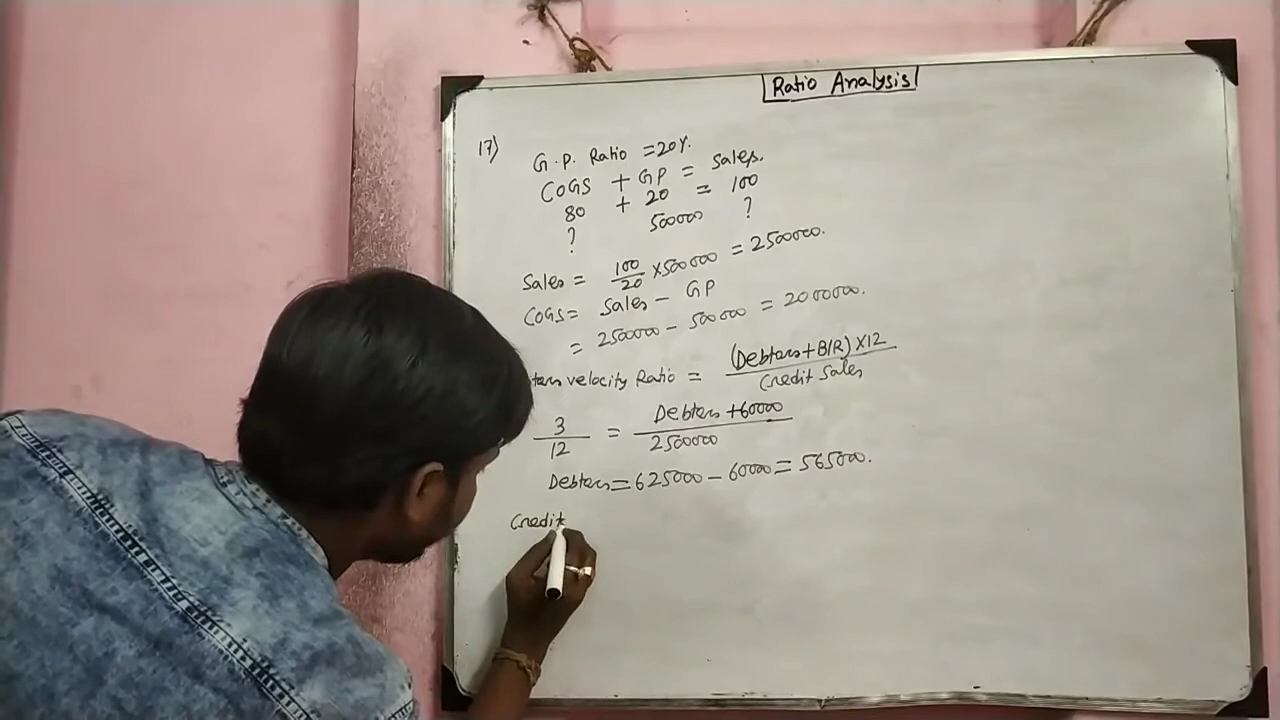 Ratio Analysis
17)
G.P. Ratio = 20%.
COGS + GP = Sales.
80 + 20 = 100
? 500000 ?
Sales = 100/20 × 500000 = 2500000.
COGS = Sales - GP
= 2500000 - 500000 = 2000000.
velocity Ratio = (Debtors + B/R) × 12 / Credit Sales
3/12 = Debtors + 60000 / 2500000
Debtors = 625000 - 60000 = 565000.
Credit